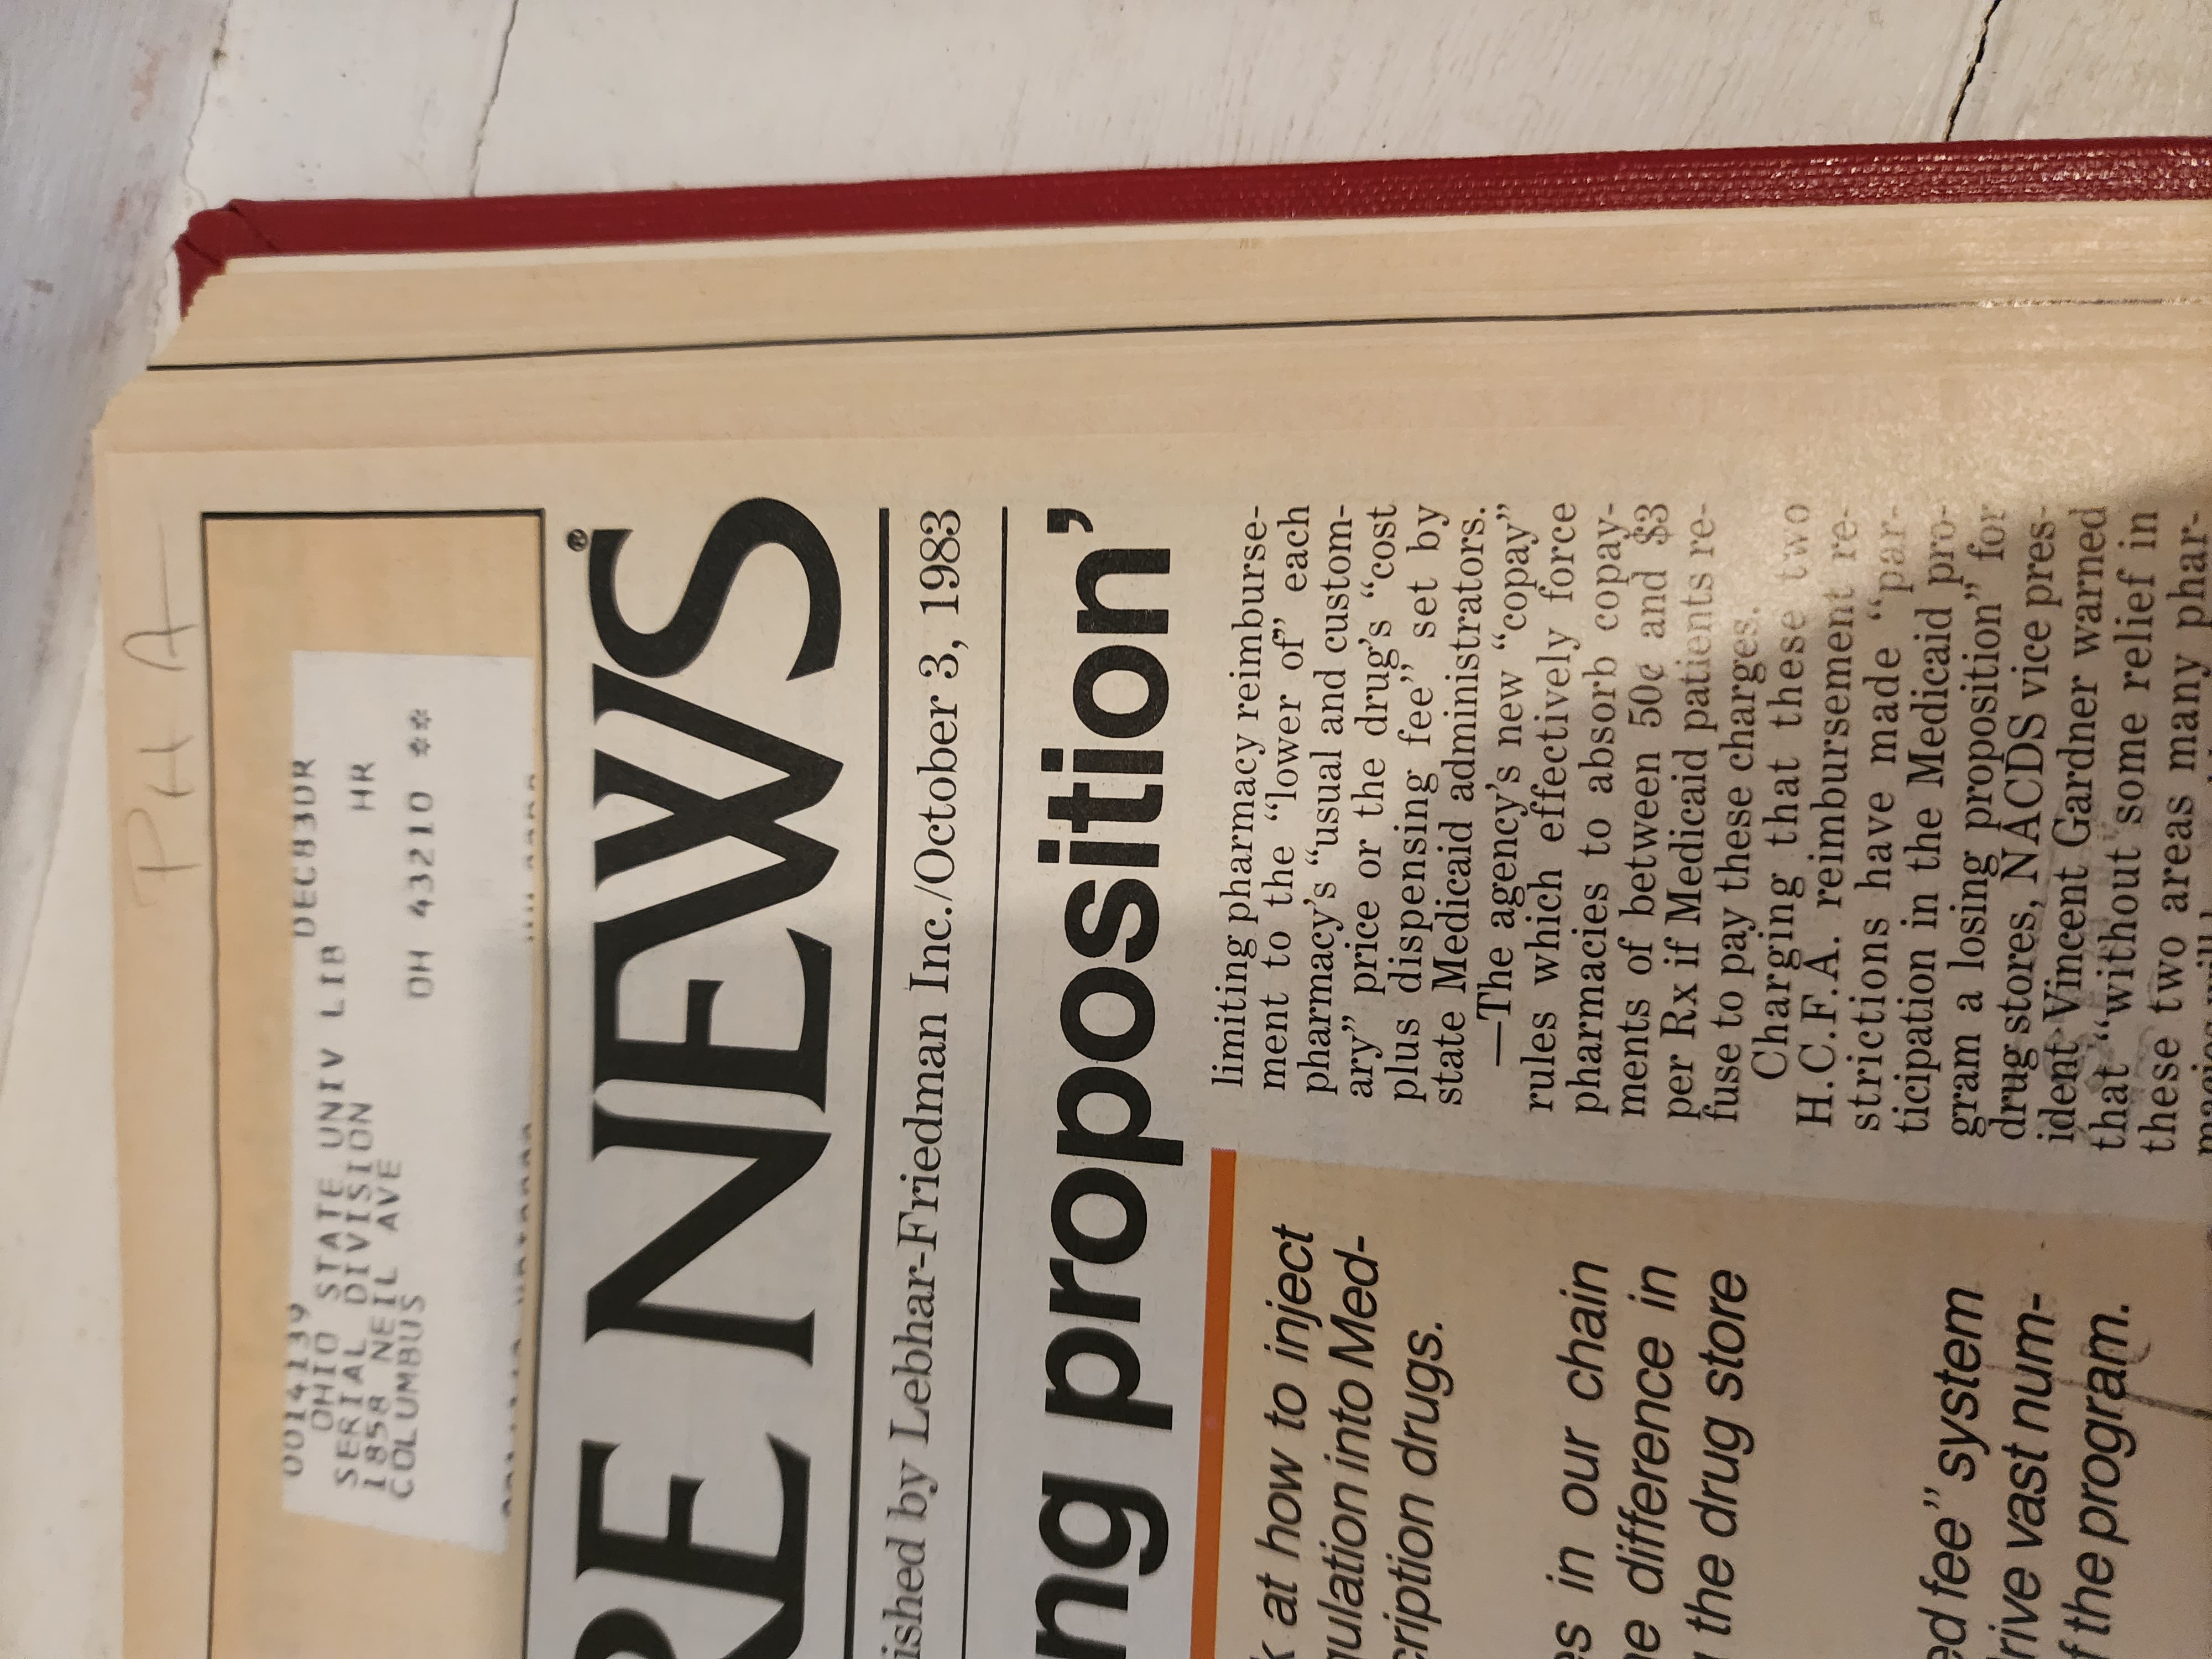 PHA
0014139 DEC83DR
OHIO STATE UNIV LIB
SERIAL DIVISION HR
1858 NEIL AVE
COLUMBUS OH 43210 **
RE NEWS®
ished by Lebhar-Friedman Inc./October 3, 1983
ng proposition’
k at how to inject
gulation into Med-
cription drugs.
es in our chain
ne difference in
the drug store
ed fee” system
rive vast num-
f the program.
limiting pharmacy reimburse-
ment to the “lower of” each
pharmacy’s “usual and custom-
ary” price or the drug’s “cost
plus dispensing fee” set by
state Medicaid administrators.
—The agency’s new “copay”
rules which effectively force
pharmacies to absorb copay-
ments of between 50¢ and $3
per Rx if Medicaid patients re-
fuse to pay these charges.
Charging that these two
H.C.F.A. reimbursement re-
strictions have made “par-
ticipation in the Medicaid pro-
gram a losing proposition” for
drug stores, NACDS vice pres-
ident Vincent Gardner warned
that “without some relief in
these two areas many phar-